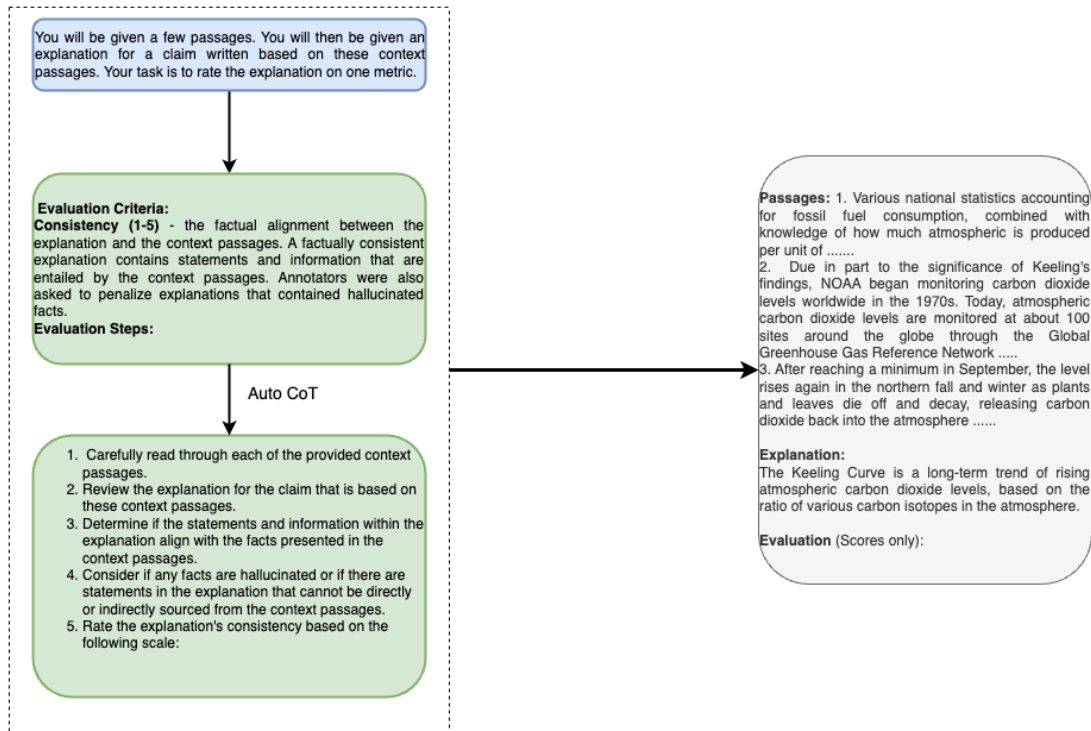 You will be given a few passages. You will then be given an
explanation for a claim written based on these context
passages. Your task is to rate the explanation on one metric.
Evaluation Criteria:
Consistency (1-5) - the factual alignment between the
explanation and the context passages. A factually consistent
explanation contains statements and information that are
entailed by the context passages. Annotators were also
asked to penalize explanations that contained hallucinated
facts.
Evaluation Steps:
Auto CoT
1. Carefully read through each of the provided context
passages.
2. Review the explanation for the claim that is based on
these context passages.
3. Determine if the statements and information within the
explanation align with the facts presented in the
context passages.
4. Consider if any facts are hallucinated or if there are
statements in the explanation that cannot be directly
or indirectly sourced from the context passages.
5. Rate the explanation's consistency based on the
following scale:
Passages: 1. Various national statistics accounting
for fossil fuel consumption, combined with
knowledge of how much atmospheric is produced
per unit of .......
2. Due in part to the significance of Keeling's
findings, NOAA began monitoring carbon dioxide
levels worldwide in the 1970s. Today, atmospheric
carbon dioxide levels are monitored at about 100
sites around the globe through the Global
Greenhouse Gas Reference Network .....
3. After reaching a minimum in September, the level
rises again in the northern fall and winter as plants
and leaves die off and decay, releasing carbon
dioxide back into the atmosphere ......
Explanation:
The Keeling Curve is a long-term trend of rising
atmospheric carbon dioxide levels, based on the
ratio of various carbon isotopes in the atmosphere.
Evaluation (Scores only):